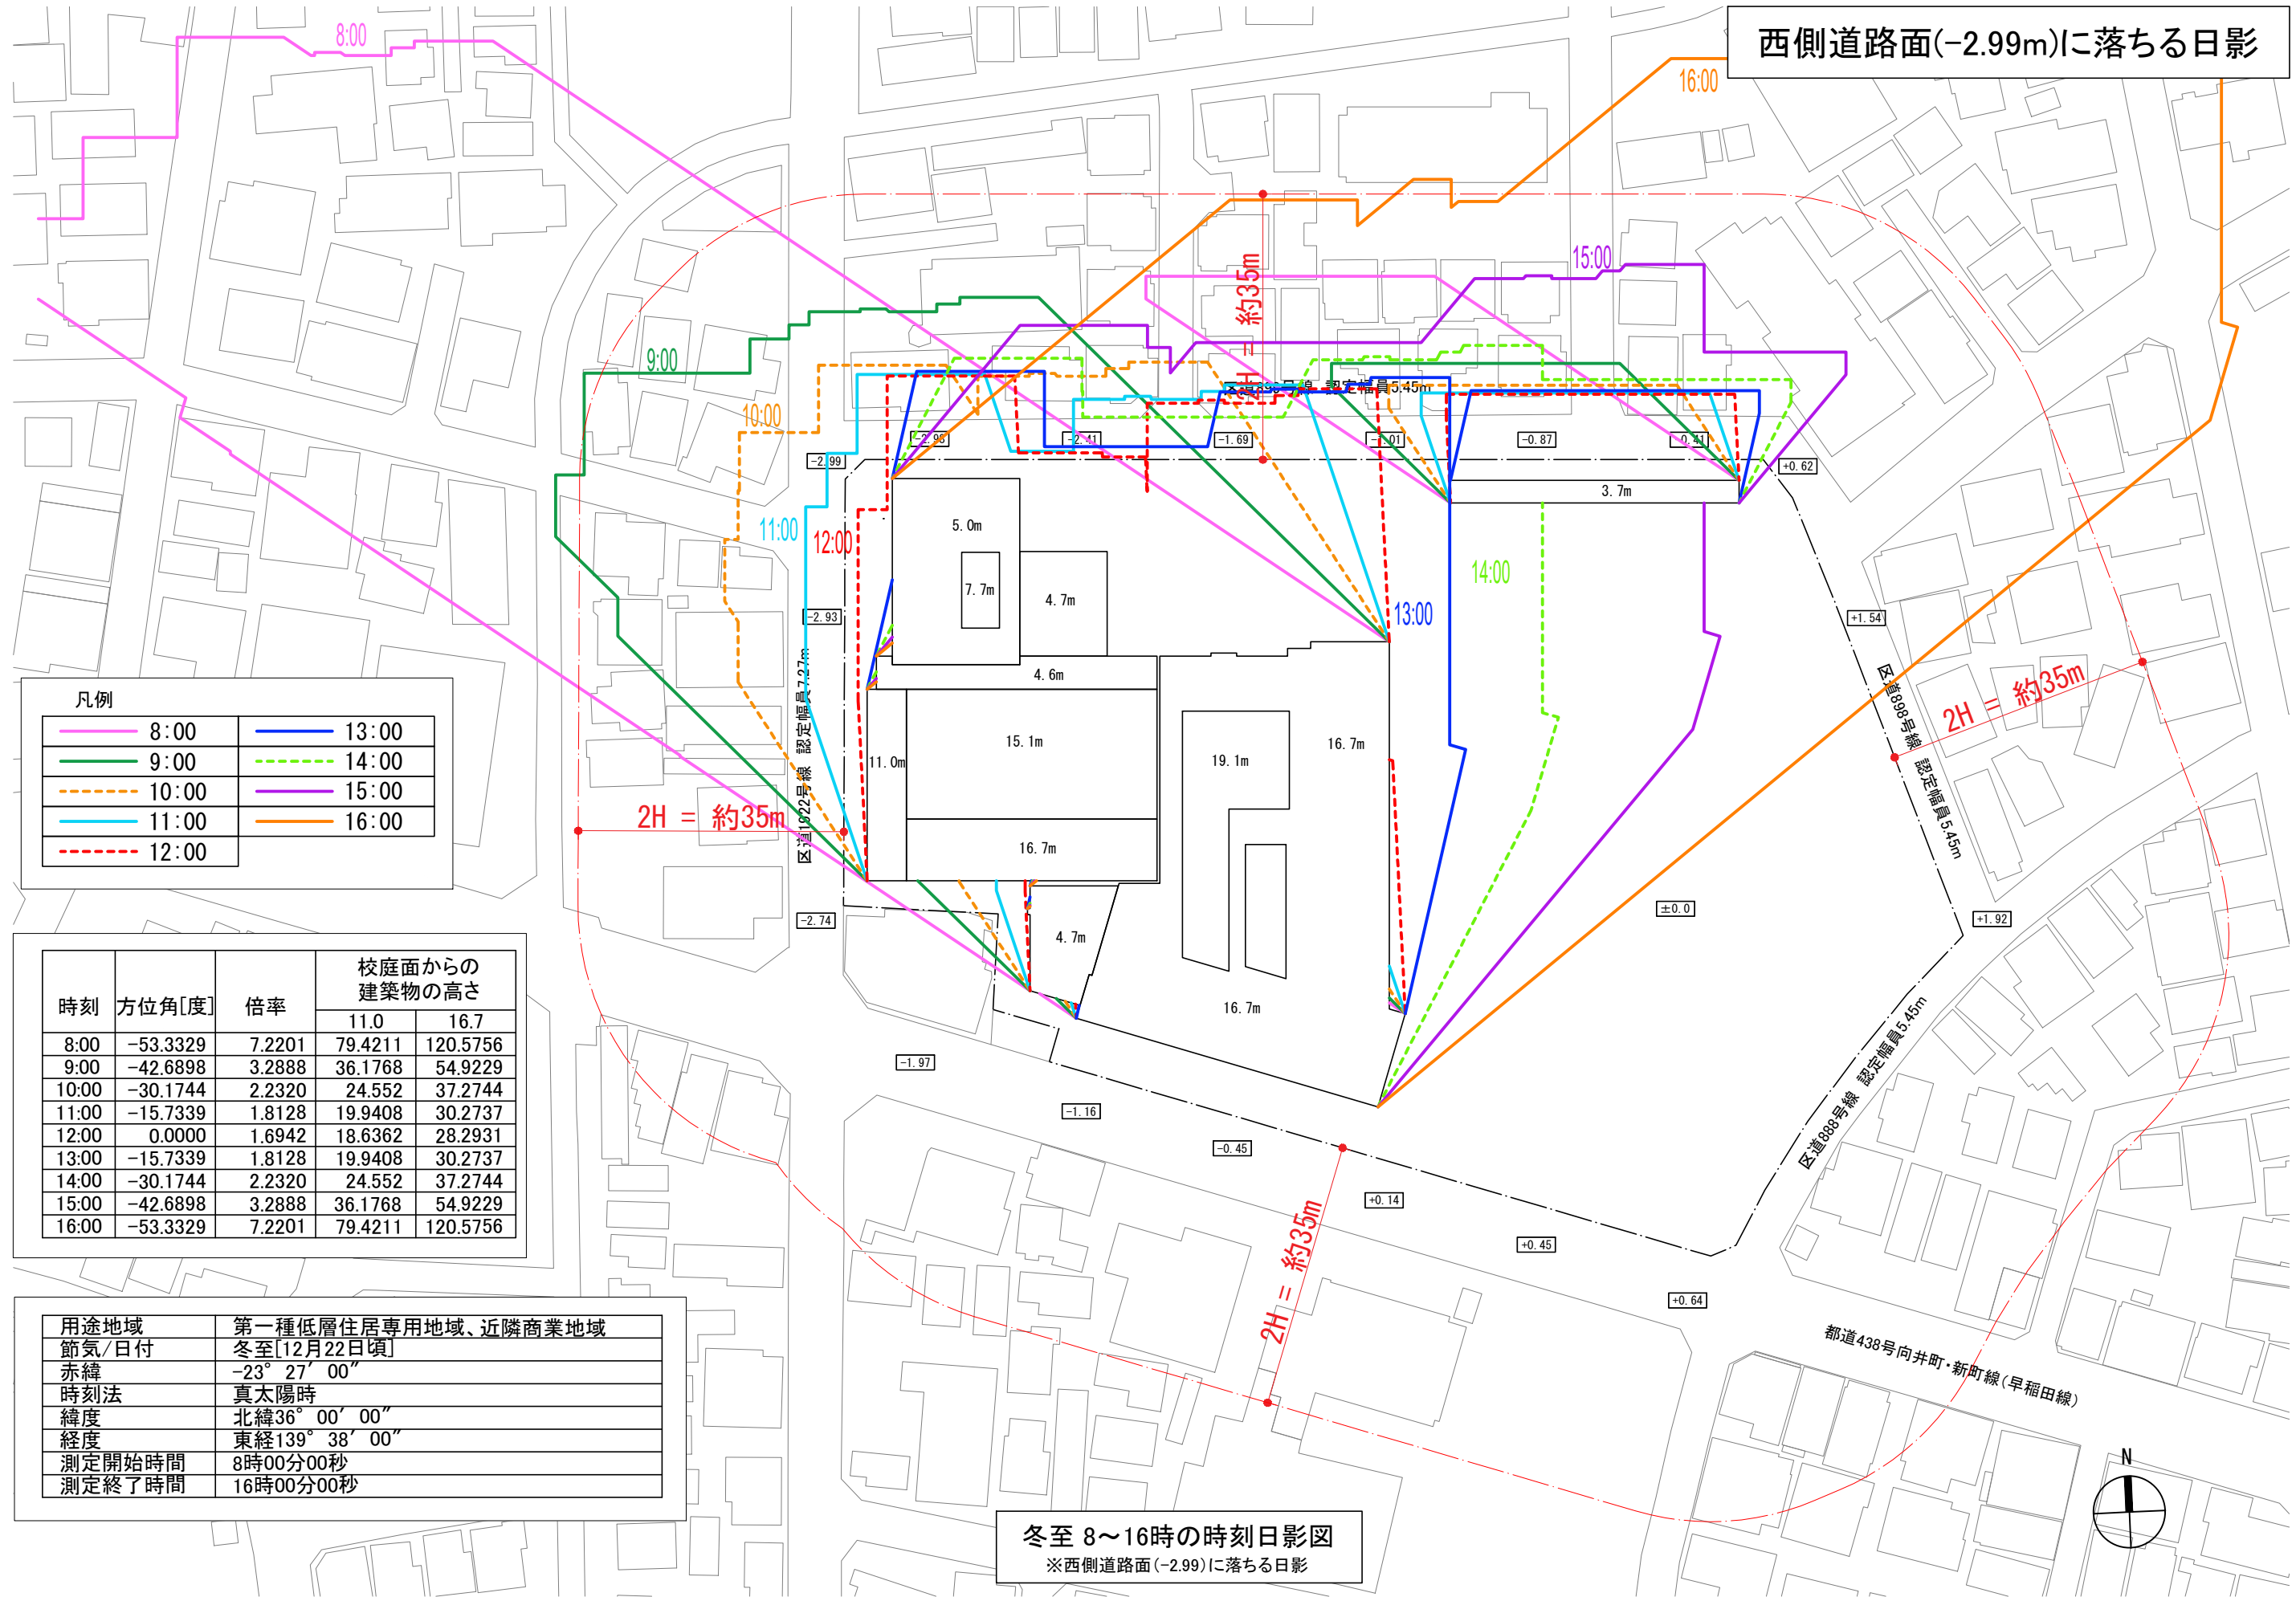 西側道路面(-2.99m)に落ちる日影
8:00
16:00
15:00
9:00
10:00
11:00
12:00
13:00
14:00
2H = 約35m
区道898号線 認定幅員5.45m
-2.98
-2.41
-1.69
-1.01
-0.87
-0.41
-2.99
+0.62
3.7m
5.0m
7.7m
4.7m
-2.93
+1.54
4.6m
区道1022号線 認定幅員7.27m
区道898号線 認定幅員5.45m
2H = 約35m
15.1m
16.7m
11.0m
19.1m
2H = 約35m
16.7m
±0.0
+1.92
-2.74
4.7m
16.7m
区道888号線 認定幅員5.45m
-1.97
-1.16
-0.45
+0.14
2H = 約35m
+0.45
+0.64
都道438号向井町・新町線(早稲田線)
凡例
8:00 13:00
9:00 14:00
10:00 15:00
11:00 16:00
12:00
時刻 方位角[度] 倍率 校庭面からの
建築物の高さ
11.0 16.7
8:00 -53.3329 7.2201 79.4211 120.5756
9:00 -42.6898 3.2888 36.1768 54.9229
10:00 -30.1744 2.2320 24.552 37.2744
11:00 -15.7339 1.8128 19.9408 30.2737
12:00 0.0000 1.6942 18.6362 28.2931
13:00 -15.7339 1.8128 19.9408 30.2737
14:00 -30.1744 2.2320 24.552 37.2744
15:00 -42.6898 3.2888 36.1768 54.9229
16:00 -53.3329 7.2201 79.4211 120.5756
用途地域 第一種低層住居専用地域、近隣商業地域
節気/日付 冬至[12月22日頃]
赤緯 -23° 27′ 00″
時刻法 真太陽時
緯度 北緯36° 00′ 00″
経度 東経139° 38′ 00″
測定開始時間 8時00分00秒
測定終了時間 16時00分00秒
N
冬至 8～16時の時刻日影図
※西側道路面(-2.99)に落ちる日影